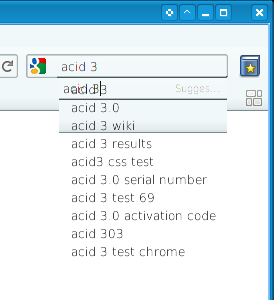 acid 3
acid 3 Sugges...
acid 3.0
acid 3 wiki
acid 3 results
acid3 css test
acid 3.0 serial number
acid 3 test 69
acid 3.0 activation code
acid 303
acid 3 test chrome